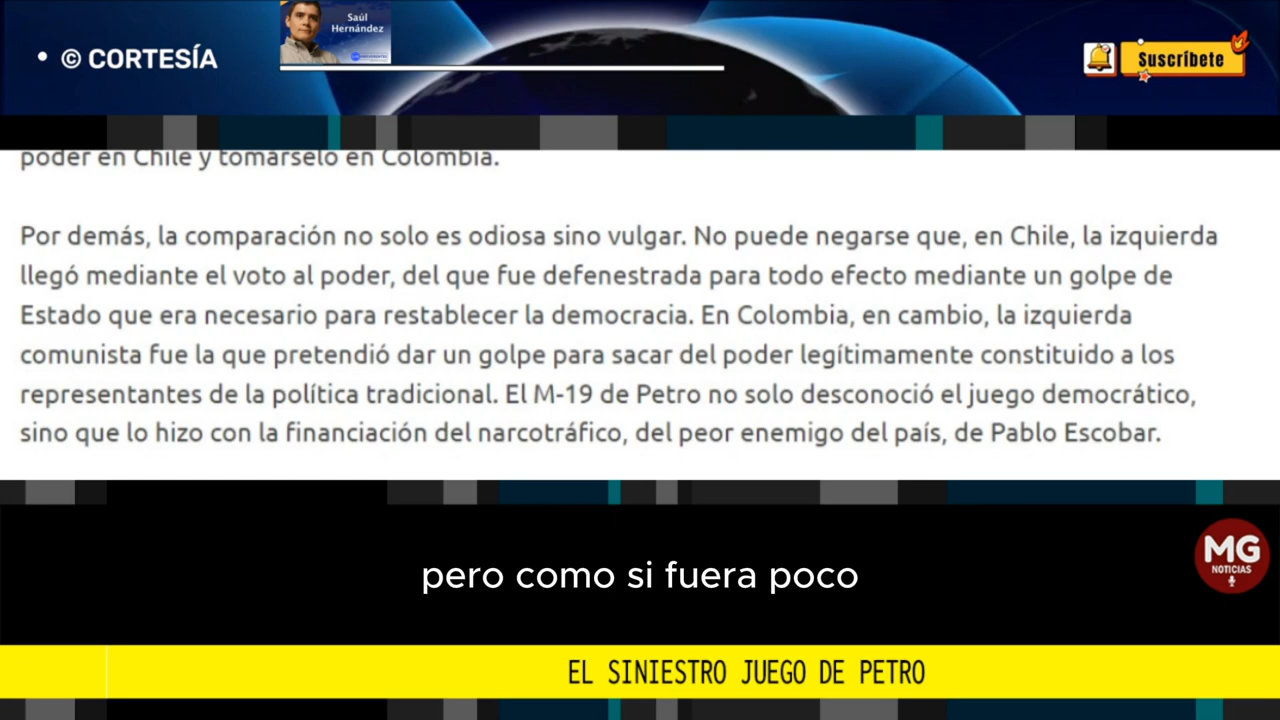 • © CORTESÍA
Saúl
Hernández
Suscríbete
poder en Chile y tomárselo en Colombia.
Por demás, la comparación no solo es odiosa sino vulgar. No puede negarse que, en Chile, la izquierda
llegó mediante el voto al poder, del que fue defenestrada para todo efecto mediante un golpe de
Estado que era necesario para restablecer la democracia. En Colombia, en cambio, la izquierda
comunista fue la que pretendió dar un golpe para sacar del poder legítimamente constituido a los
representantes de la política tradicional. El M-19 de Petro no solo desconoció el juego democrático,
sino que lo hizo con la financiación del narcotráfico, del peor enemigo del país, de Pablo Escobar.
MG
NOTICIAS
pero como si fuera poco
EL SINIESTRO JUEGO DE PETRO